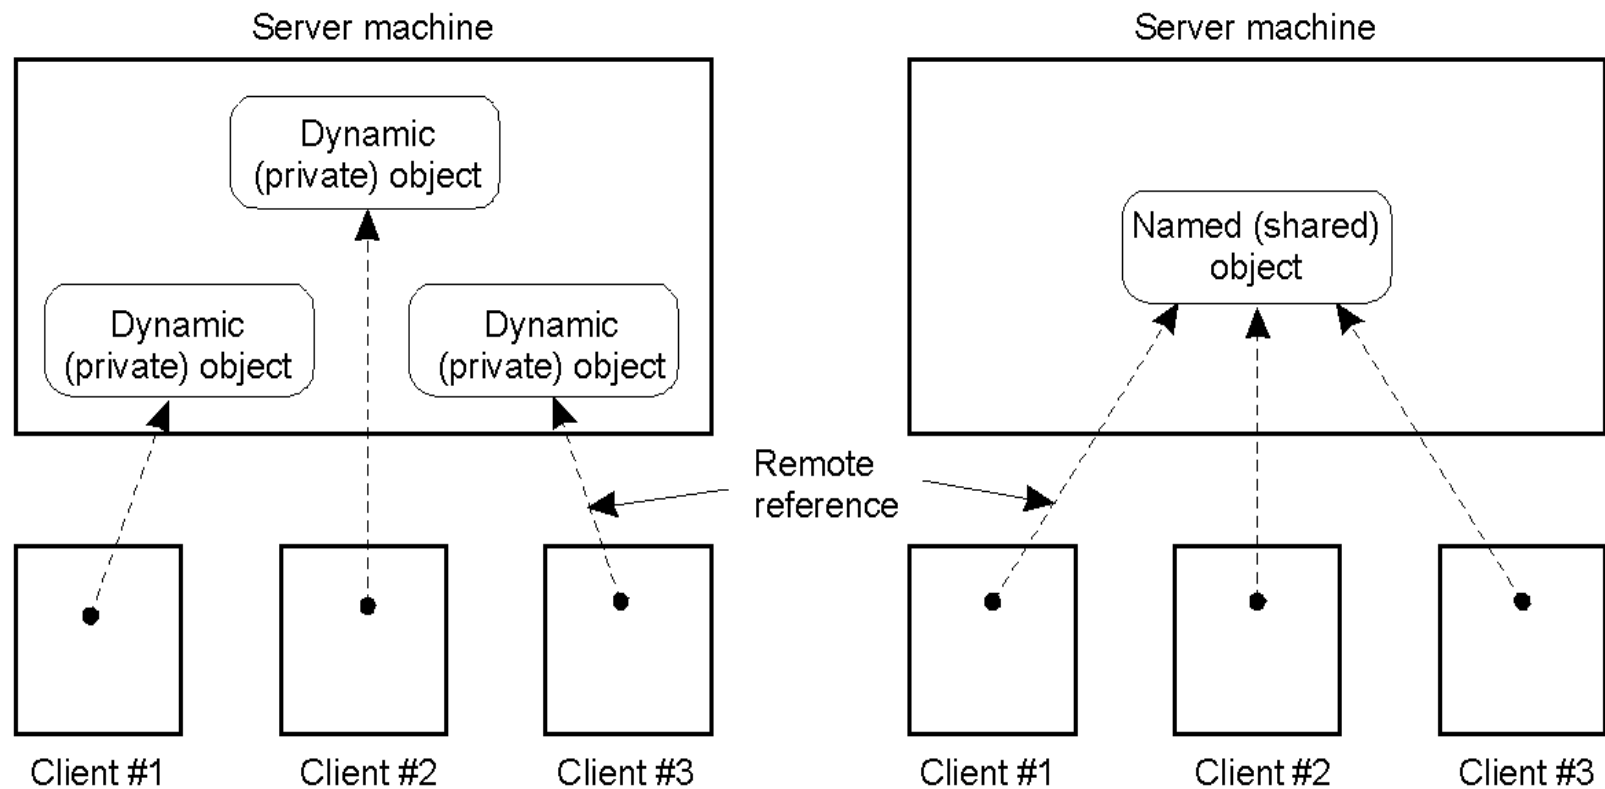 Server machine
Server machine
Dynamic
(private) object
Dynamic
(private) object
Dynamic
(private) object
Named (shared)
object
Remote
reference
Client #1
Client #2
Client #3
Client #1
Client #2
Client #3